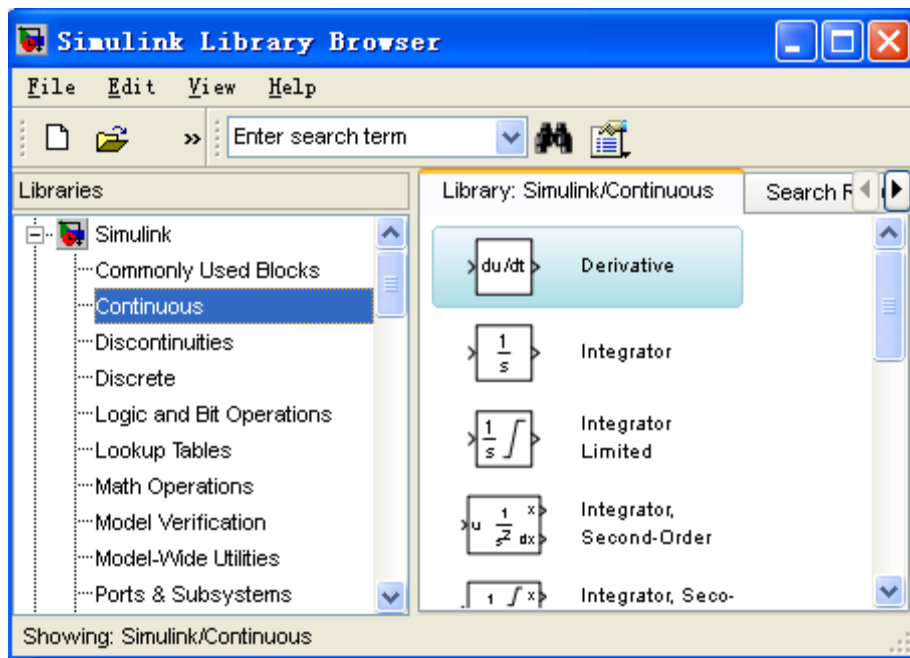 Simulink Library Browser
File Edit View Help
» Enter search term
Libraries
Library: Simulink/Continuous
Search R
Simulink
Commonly Used Blocks
Continuous
Discontinuities
Discrete
Logic and Bit Operations
Lookup Tables
Math Operations
Model Verification
Model-Wide Utilities
Ports & Subsystems
du/dt
Derivative
1
s
Integrator
1
s
Integrator
Limited
u 1 x
s² dx
Integrator,
Second-Order
1 x
Integrator, Seco-
Showing: Simulink/Continuous